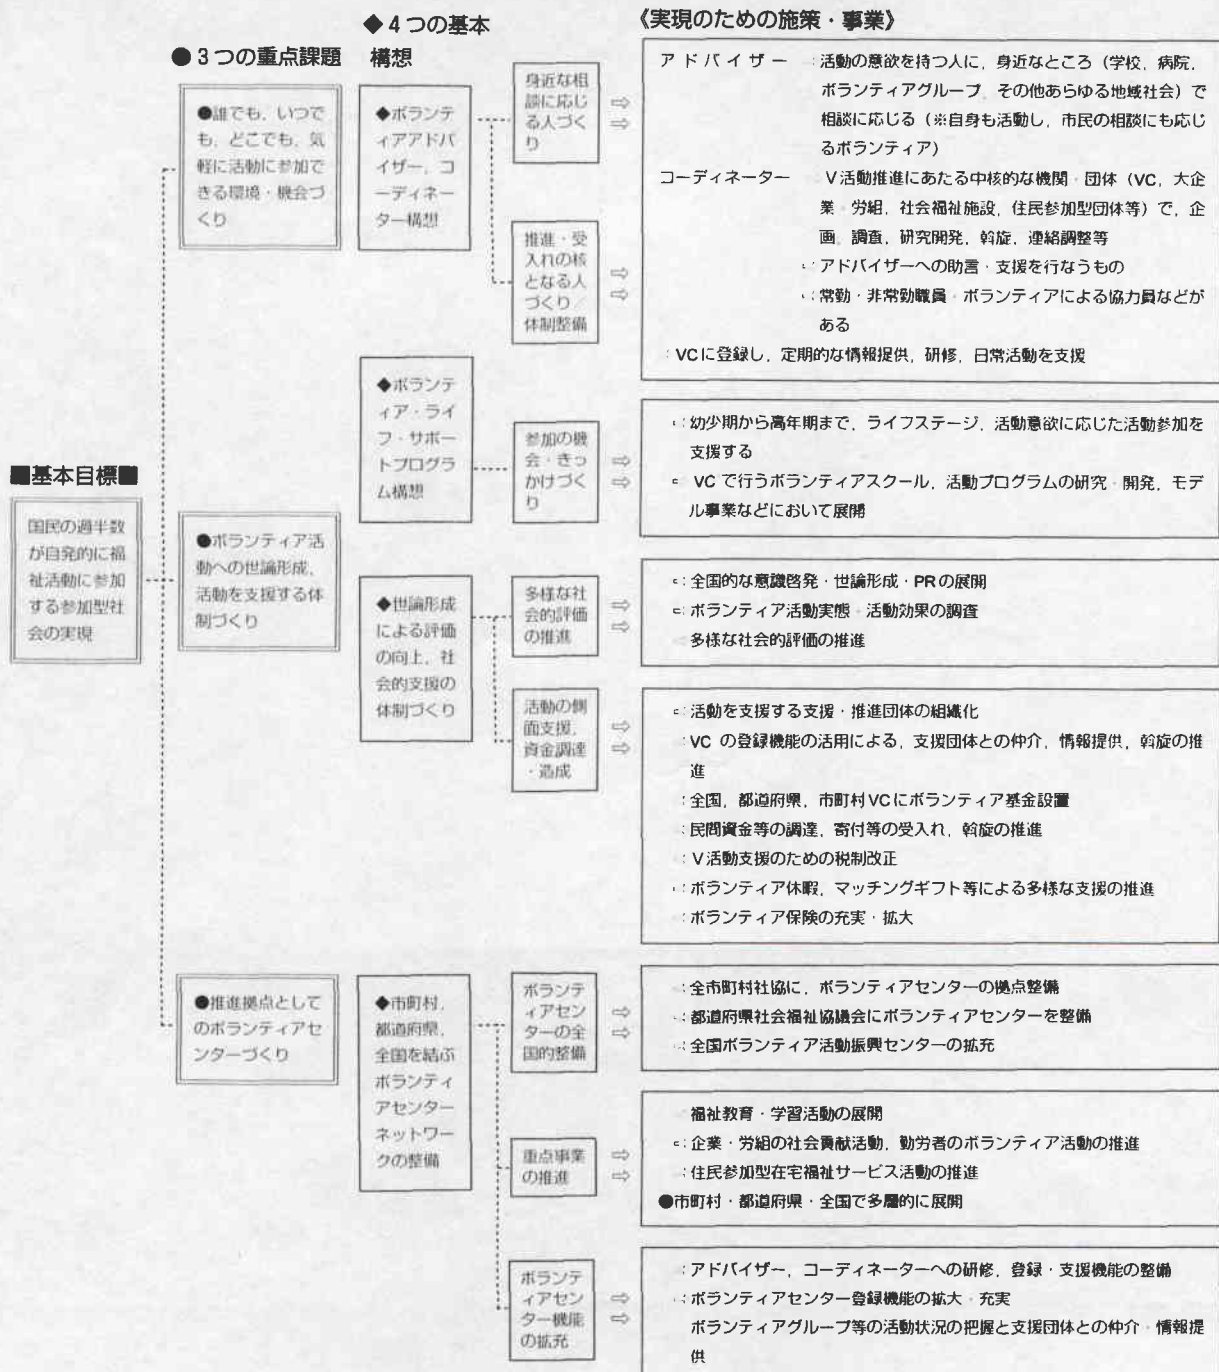 《実現のための施策・事業》
◆4つの基本
構想
●3つの重点課題
■基本目標■
国民の過半数
が自発的に福
祉活動に参加
する参加型社
会の実現
●誰でも,いつで
も,どこでも,気
軽に活動に参加で
きる環境・機会づ
くり
◆ボランテ
ィアアドバ
イザー,コ
ーディネー
ター構想
身近な相
談に応じ
る人づく
り
アドバイザー :活動の意欲を持つ人に,身近なところ(学校,病院,
ボランティアグループ,その他あらゆる地域社会)で
相談に応じる(※自身も活動し,市民の相談にも応じ
るボランティア)
コーディネーター V活動推進にあたる中核的な機関・団体(VC,大企
業・労組,社会福祉施設,住民参加型団体等)で,企
画,調査,研究開発,斡旋,連絡調整等
:アドバイザーへの助言・支援を行なうもの
:常勤・非常勤職員・ボランティアによる協力員などが
ある
:VCに登録し,定期的な情報提供,研修,日常活動を支援
推進・受
入れの核
となる人
づくり/
体制整備
◆ボランテ
ィア・ライ
フ・サポー
トプログラ
ム構想
参加の機
会・きっ
かけづく
り
:幼少期から高年期まで,ライフステージ,活動意欲に応じた活動参加を
支援する
VCで行うボランティアスクール,活動プログラムの研究・開発,モデ
ル事業などにおいて展開
●ボランティア活
動への世論形成,
活動を支援する体
制づくり
◆世論形成
による評価
の向上,社
会的支援の
体制づくり
多様な社
会的評価
の推進
:全国的な意識啓発・世論形成・PRの展開
:ボランティア活動実態・活動効果の調査
多様な社会的評価の推進
活動の側
面支援,
資金調達
・造成
:活動を支援する支援・推進団体の組織化
:VCの登録機能の活用による,支援団体との仲介,情報提供,斡旋の推
進
:全国,都道府県,市町村VCにボランティア基金設置
:民間資金等の調達,寄付等の受入れ,斡旋の推進
:V活動支援のための税制改正
:ボランティア休暇,マッチングギフト等による多様な支援の推進
:ボランティア保険の充実・拡大
●推進拠点として
のボランティアセ
ンターづくり
◆市町村,
都道府県,
全国を結ぶ
ボランティ
アセンター
ネットワー
クの整備
ボランテ
ィアセン
ターの全
国的整備
:全市町村社協に,ボランティアセンターの拠点整備
:都道府県社会福祉協議会にボランティアセンターを整備
:全国ボランティア活動振興センターの拡充
重点事業
の推進
福祉教育・学習活動の展開
:企業・労組の社会貢献活動,勤労者のボランティア活動の推進
:住民参加型在宅福祉サービス活動の推進
●市町村・都道府県・全国で多層的に展開
ボランテ
ィアセン
ター機能
の拡充
:アドバイザー,コーディネーターへの研修,登録・支援機能の整備
:ボランティアセンター登録機能の拡大・充実
ボランティアグループ等の活動状況の把握と支援団体との仲介・情報提
供